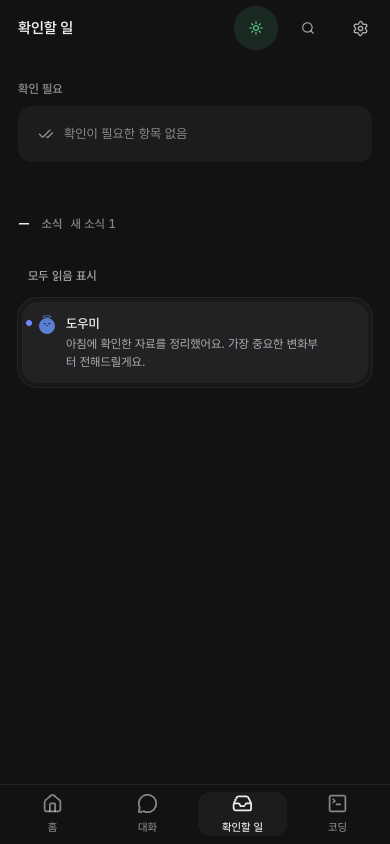 확인할 일
확인 필요
확인이 필요한 항목 없음
소식 새 소식 1
모두 읽음 표시
도우미
아침에 확인한 자료를 정리했어요. 가장 중요한 변화부
터 전해드릴게요.
홈 대화 확인할 일 코딩